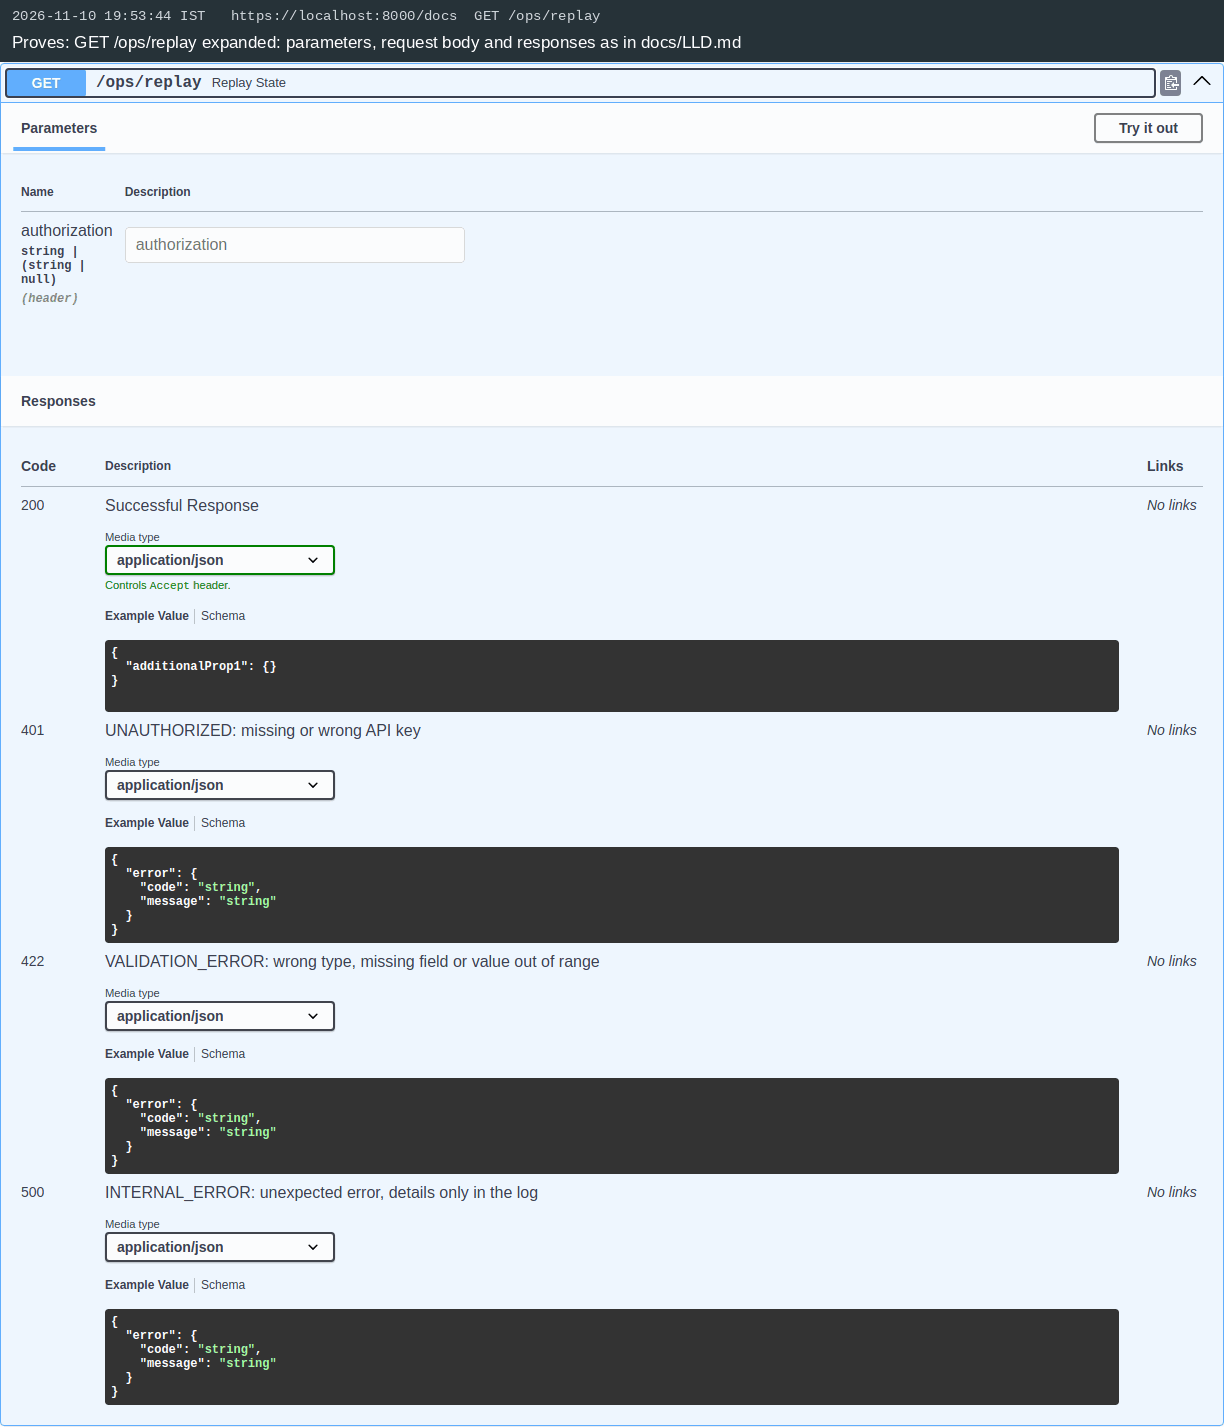 2026-11-10 19:53:44 IST https://localhost:8000/docs GET /ops/replay
Proves: GET /ops/replay expanded: parameters, request body and responses as in docs/LLD.md
GET /ops/replay Replay State
Parameters Try it out
Name Description
authorization authorization
string |
(string |
null)
(header)
Responses
Code Description Links
200 Successful Response No links
Media type
application/json
Controls Accept header.
Example Value Schema
{
"additionalProp1": {}
}
401 UNAUTHORIZED: missing or wrong API key No links
Media type
application/json
Example Value Schema
{
"error": {
"code": "string",
"message": "string"
}
}
422 VALIDATION_ERROR: wrong type, missing field or value out of range No links
Media type
application/json
Example Value Schema
{
"error": {
"code": "string",
"message": "string"
}
}
500 INTERNAL_ERROR: unexpected error, details only in the log No links
Media type
application/json
Example Value Schema
{
"error": {
"code": "string",
"message": "string"
}
}